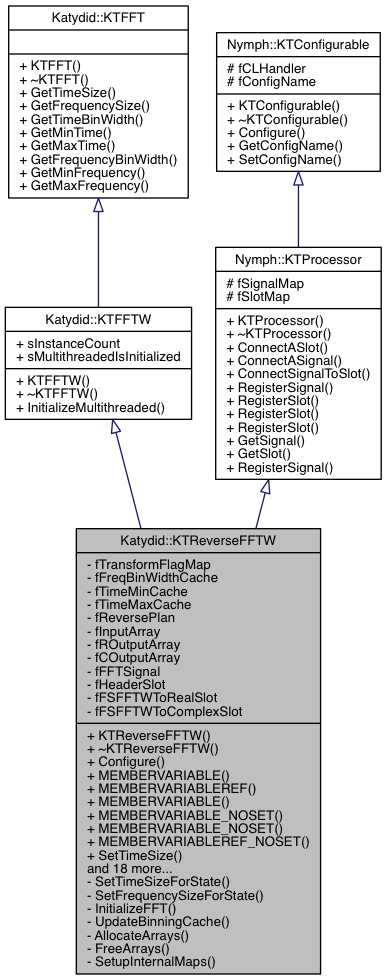 Katydid::KTFFT
+ KTFFT()
+ ~KTFFT()
+ GetTimeSize()
+ GetFrequencySize()
+ GetTimeBinWidth()
+ GetMinTime()
+ GetMaxTime()
+ GetFrequencyBinWidth()
+ GetMinFrequency()
+ GetMaxFrequency()
Nymph::KTConfigurable
# fCLHandler
# fConfigName
+ KTConfigurable()
+ ~KTConfigurable()
+ Configure()
+ GetConfigName()
+ SetConfigName()
Katydid::KTFFTW
+ sInstanceCount
+ sMultithreadedIsInitialized
+ KTFFTW()
+ ~KTFFTW()
+ InitializeMultithreaded()
Nymph::KTProcessor
# fSignalMap
# fSlotMap
+ KTProcessor()
+ ~KTProcessor()
+ ConnectASlot()
+ ConnectASignal()
+ ConnectSignalToSlot()
+ RegisterSignal()
+ RegisterSlot()
+ RegisterSlot()
+ RegisterSlot()
+ GetSignal()
+ GetSlot()
+ RegisterSignal()
Katydid::KTReverseFFTW
- fTransformFlagMap
- fFreqBinWidthCache
- fTimeMinCache
- fTimeMaxCache
- fReversePlan
- fInputArray
- fROutputArray
- fCOutputArray
- fFFTSignal
- fHeaderSlot
- fFSFFTWToRealSlot
- fFSFFTWToComplexSlot
+ KTReverseFFTW()
+ ~KTReverseFFTW()
+ Configure()
+ MEMBERVARIABLE()
+ MEMBERVARIABLEREF()
+ MEMBERVARIABLE()
+ MEMBERVARIABLE_NOSET()
+ MEMBERVARIABLE_NOSET()
+ MEMBERVARIABLEREF_NOSET()
+ SetTimeSize()
and 18 more...
- SetTimeSizeForState()
- SetFrequencySizeForState()
- InitializeFFT()
- UpdateBinningCache()
- AllocateArrays()
- FreeArrays()
- SetupInternalMaps()